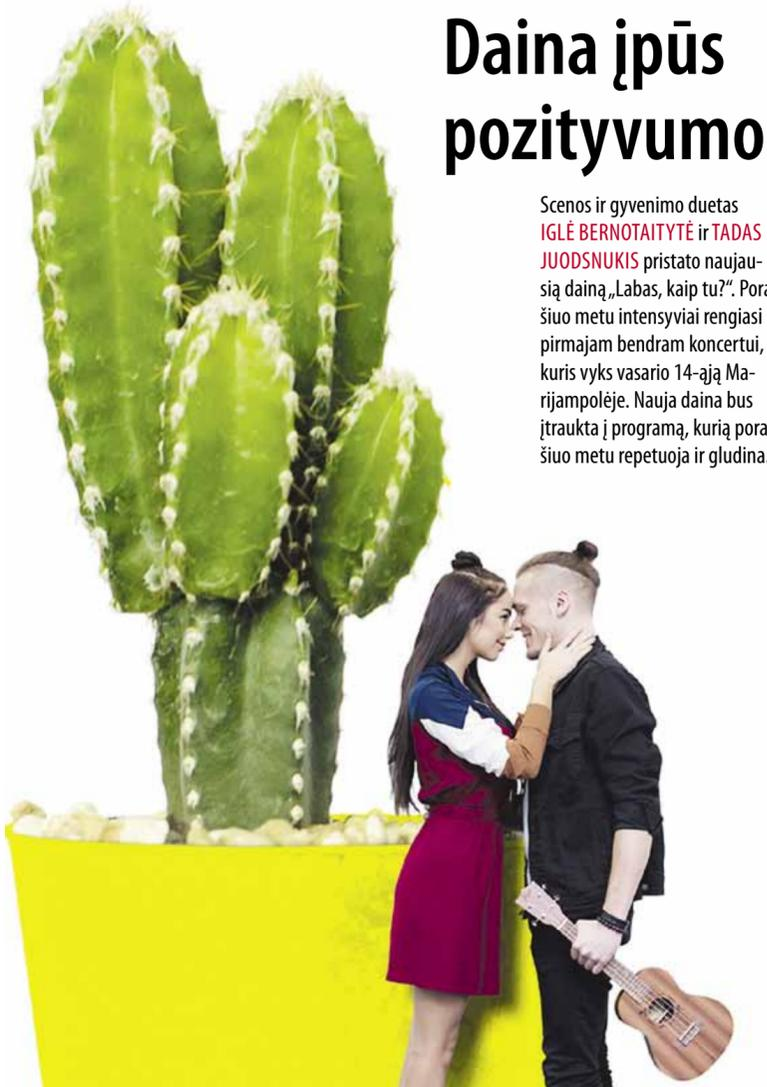 Daina įpūs
pozityvumo
Scenos ir gyvenimo duetas
IGLĖ BERNOTAITYTĖ ir TADAS
JUODSNUKIS pristato naujau-
sią dainą „Labas, kaip tu?“. Pora
šiuo metu intensyviai rengiasi
pirmajam bendram koncertui,
kuris vyks vasario 14-ąją Ma-
rijampolėje. Nauja daina bus
įtraukta į programą, kurią pora
šiuo metu repetuoja ir gludina.